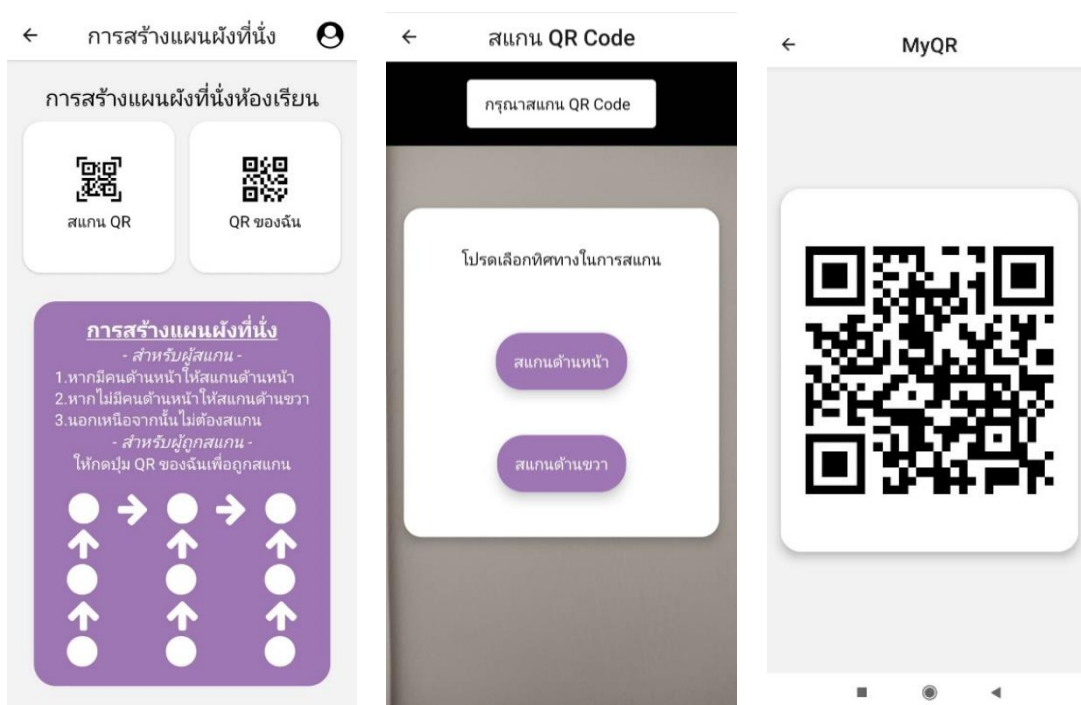 การสร้างแผนผังที่นั่ง
การสร้างแผนผังที่นั่งห้องเรียน
สแกน QR
QR ของฉัน
การสร้างแผนผังที่นั่ง
- สำหรับผู้สแกน -
1.หากมีคนด้านหน้าให้สแกนด้านหน้า
2.หากไม่มีคนด้านหน้าให้สแกนด้านขวา
3.นอกเหนือจากนั้นไม่ต้องสแกน
- สำหรับผู้ถูกสแกน -
ให้กดปุ่ม QR ของฉันเพื่อถูกสแกน
สแกน QR Code
กรุณาสแกน QR Code
โปรดเลือกทิศทางในการสแกน
สแกนด้านหน้า
สแกนด้านขวา
MyQR